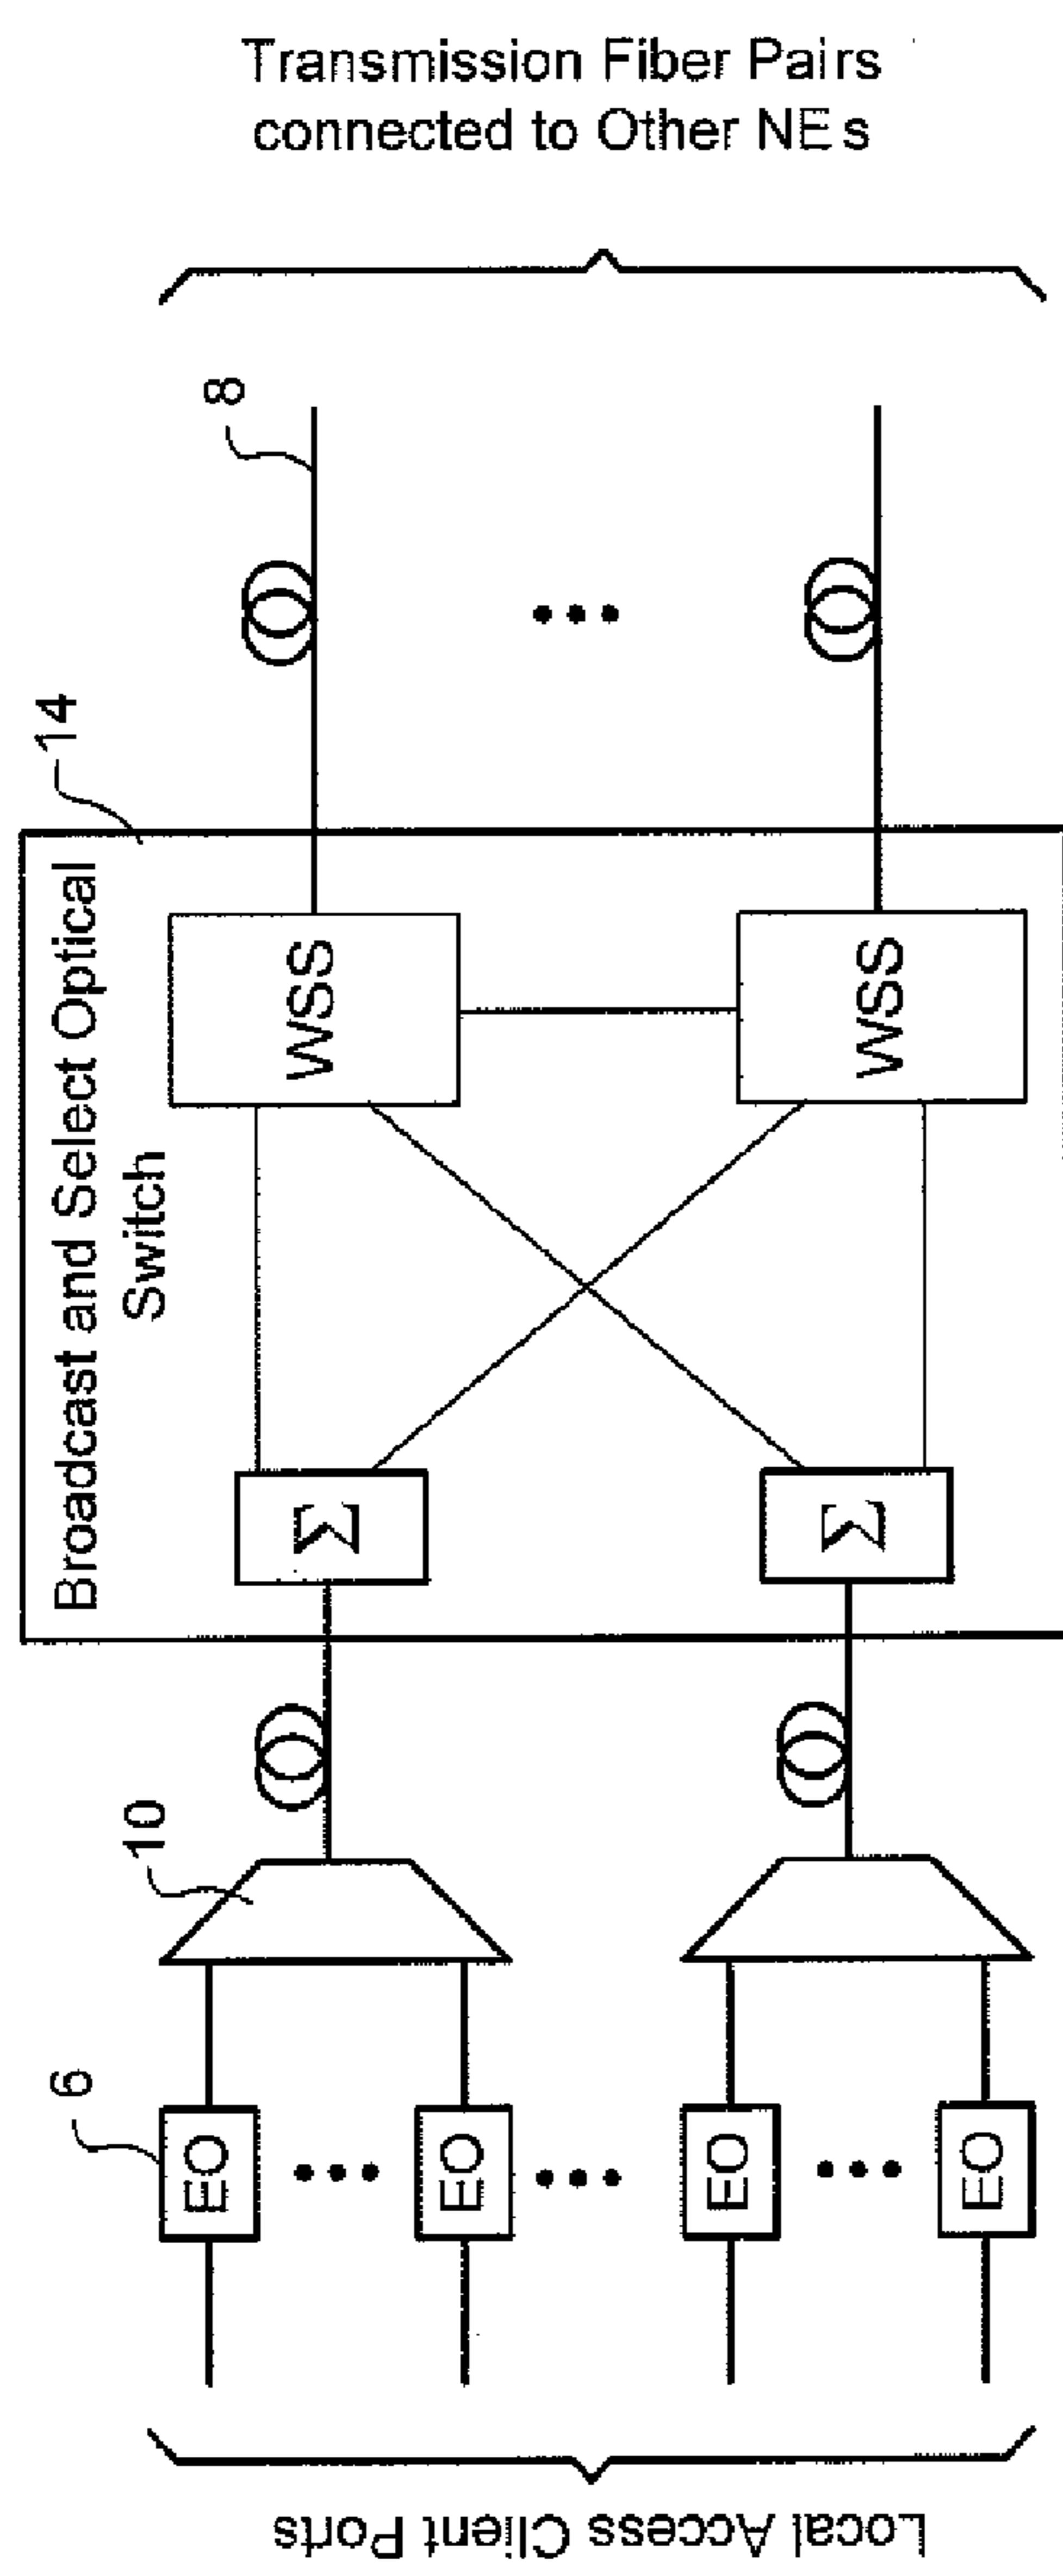 Transmission Fiber Pairs
connected to Other NEs
8
14
Broadcast and Select Optical
Switch
WSS
WSS
Σ
Σ
10
6
EO
EO
EO
EO
Local Access Client Ports